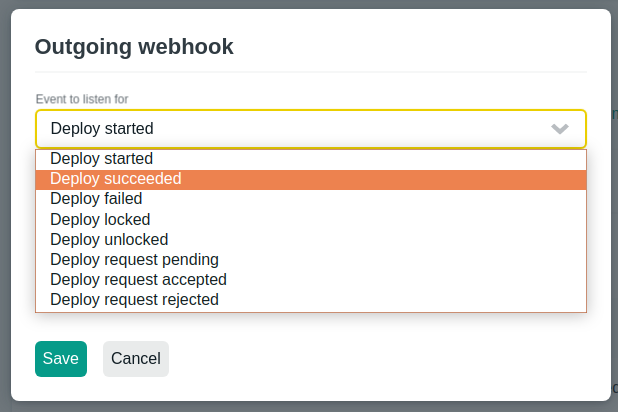 Outgoing webhook
Event to listen for
Deploy started
Deploy started
Deploy succeeded
Deploy failed
Deploy locked
Deploy unlocked
Deploy request pending
Deploy request accepted
Deploy request rejected
Save
Cancel